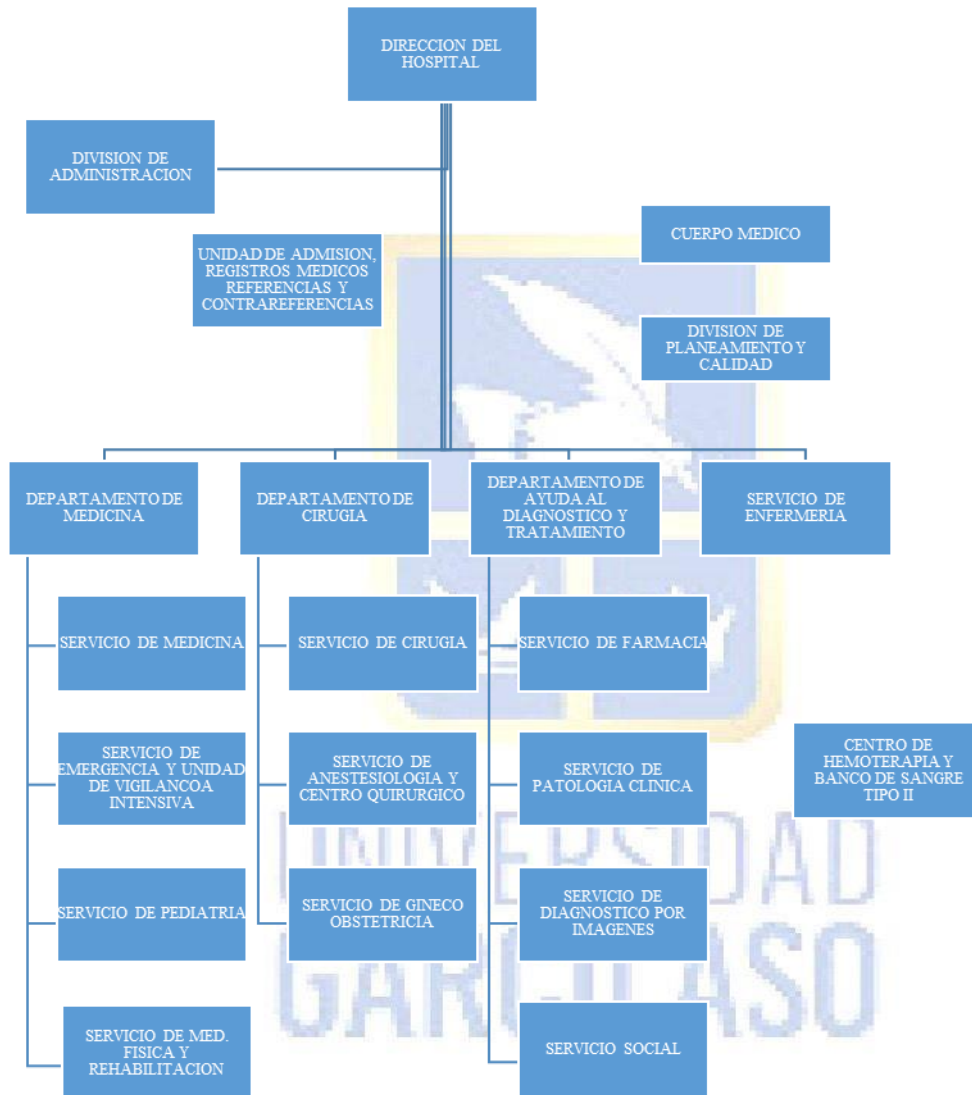 DIRECCION DEL
HOSPITAL
DIVISION DE
ADMINISTRACION
CUERPO MEDICO
UNIDAD DE ADMISION,
REGISTROS MEDICOS
REFERENCIAS Y
CONTRAREFERENCIAS
DIVISION DE
PLANEAMIENTO Y
CALIDAD
DEPARTAMENTO DE
MEDICINA
DEPARTAMENTO DE
CIRUGIA
DEPARTAMENTO DE
AYUDA AL
DIAGNOSTICO Y
TRATAMIENTO
SERVICIO DE
ENFERMERIA
SERVICIO DE MEDICINA
SERVICIO DE CIRUGIA
SERVICIO DE FARMACIA
SERVICIO DE
EMERGENCIA Y UNIDAD
DE VIGILANCOA
INTENSIVA
SERVICIO DE
ANESTESIOLOGIA Y
CENTRO QUIRURGICO
SERVICIO DE
PATOLOGIA CLINICA
CENTRO DE
HEMOTERAPIA Y
BANCO DE SANGRE
TIPO II
SERVICIO DE PEDIATRIA
SERVICIO DE GINECO
OBSTETRICIA
SERVICIO DE
DIAGNOSTICO POR
IMAGENES
SERVICIO DE MED.
FISICA Y
REHABILITACION
SERVICIO SOCIAL
UNIVERSIDAD
GARCILASO